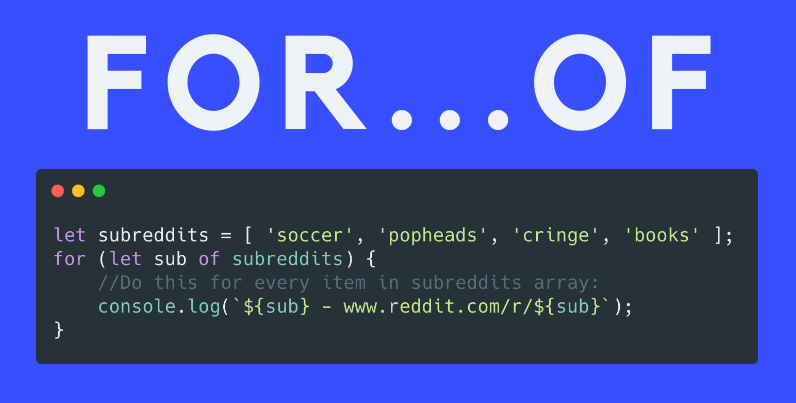 FOR...OF
let subreddits = [ 'soccer', 'popheads', 'cringe', 'books' ];
for (let sub of subreddits) {
    //Do this for every item in subreddits array:
    console.log(`${sub} - www.reddit.com/r/${sub}`);
}